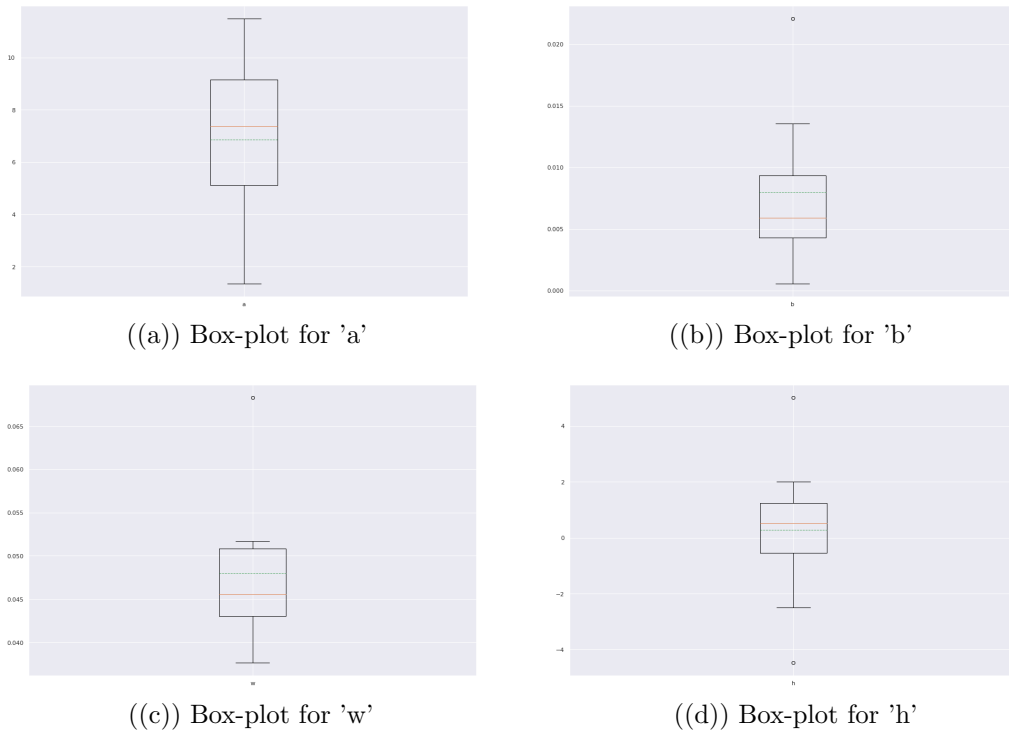 10
8
6
4
2
a
((a)) Box-plot for 'a'
0.020
0.015
0.010
0.005
0.000
b
((b)) Box-plot for 'b'
0.065
0.060
0.055
0.050
0.045
0.040
w
((c)) Box-plot for 'w'
4
2
0
−2
−4
h
((d)) Box-plot for 'h'